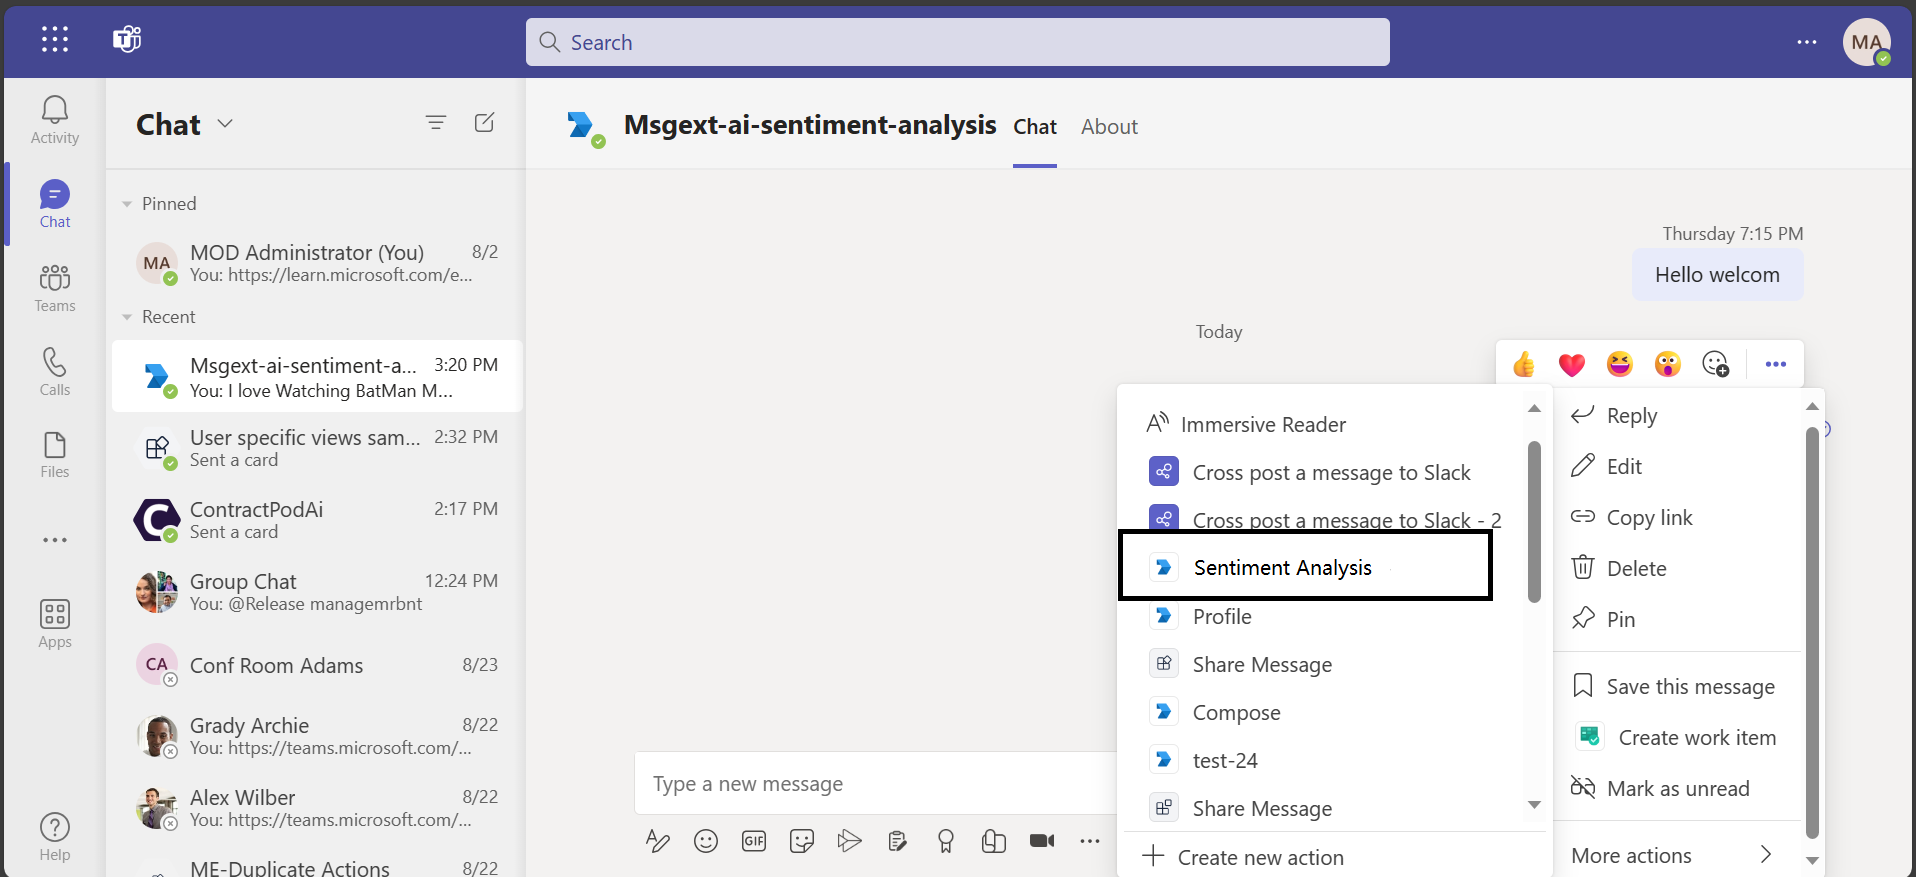 Search
MA
Activity
Chat
Teams
Calls
Files
Apps
Help
Chat
Pinned
MA
MOD Administrator (You) 8/2
You: https://learn.microsoft.com/e...
Recent
Msgext-ai-sentiment-a... 3:20 PM
You: I love Watching BatMan M...
User specific views sam... 2:32 PM
Sent a card
ContractPodAi 2:17 PM
Sent a card
Group Chat 12:24 PM
You: @Release managemrbnt
CA
Conf Room Adams 8/23
Grady Archie 8/22
You: https://teams.microsoft.com/...
Alex Wilber 8/22
You: https://teams.microsoft.com/...
ME-Duplicate Actions 8/22
Msgext-ai-sentiment-analysis Chat About
Thursday 7:15 PM
Hello welcom
Today
Immersive Reader
Cross post a message to Slack
Cross post a message to Slack - 2
Sentiment Analysis
Profile
Share Message
Compose
test-24
Share Message
Create new action
Reply
Edit
Copy link
Delete
Pin
Save this message
Create work item
Mark as unread
More actions
Type a new message
GIF